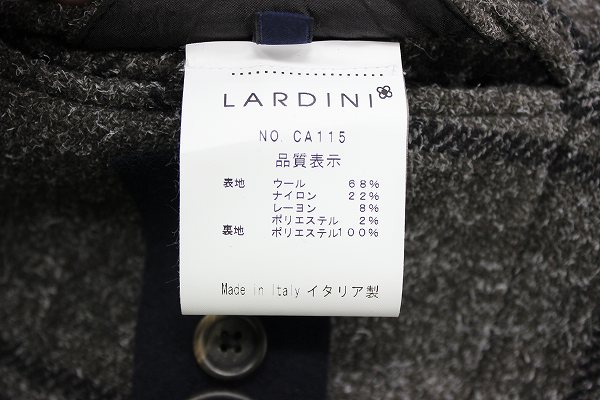 LARDINI
NO. CA115
品質表示
表地 ウール 68%
ナイロン 22%
レーヨン 8%
ポリエステル 2%
裏地 ポリエステル100%
Made in Italy イタリア製